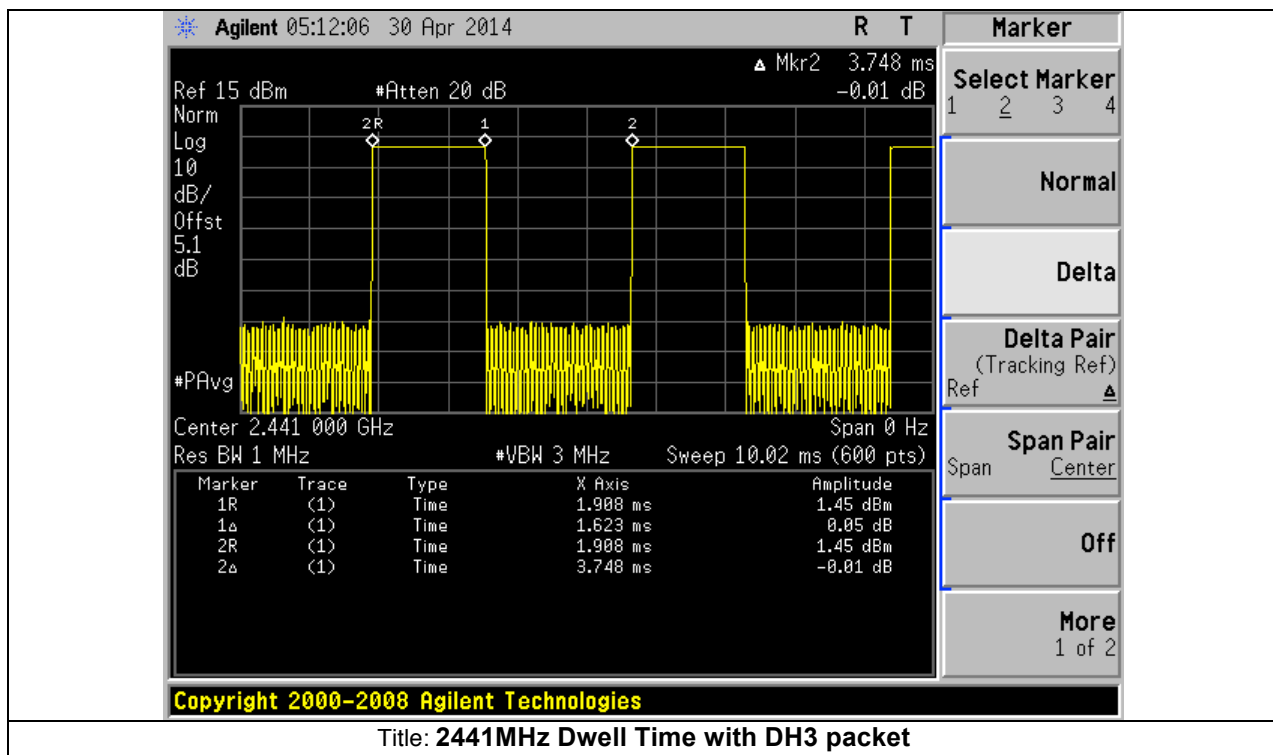 Agilent 05:12:06 30 Apr 2014 R T
Δ Mkr2 3.748 ms
Ref 15 dBm #Atten 20 dB -0.01 dB
Norm
Log
10
dB/
Offst
5.1
dB
#PAvg
2R 1 2
Center 2.441 000 GHz Span 0 Hz
Res BW 1 MHz #VBW 3 MHz Sweep 10.02 ms (600 pts)
Marker Trace Type X Axis Amplitude
1R (1) Time 1.908 ms 1.45 dBm
1Δ (1) Time 1.623 ms 0.05 dB
2R (1) Time 1.908 ms 1.45 dBm
2Δ (1) Time 3.748 ms -0.01 dB
Copyright 2000-2008 Agilent Technologies
Marker
Select Marker
1 2 3 4
Normal
Delta
Delta Pair
(Tracking Ref)
Ref Δ
Span Pair
Span Center
Off
More
1 of 2
Title: 2441MHz Dwell Time with DH3 packet